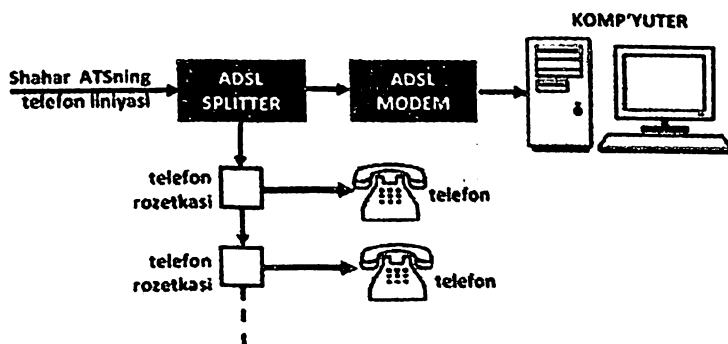 KOMP'YUTER
Shahar ATSning
telefon liniyasi
ADSL
SPLITTER
ADSL
MODEM
telefon
rozetkasi
telefon
telefon
rozetkasi
telefon